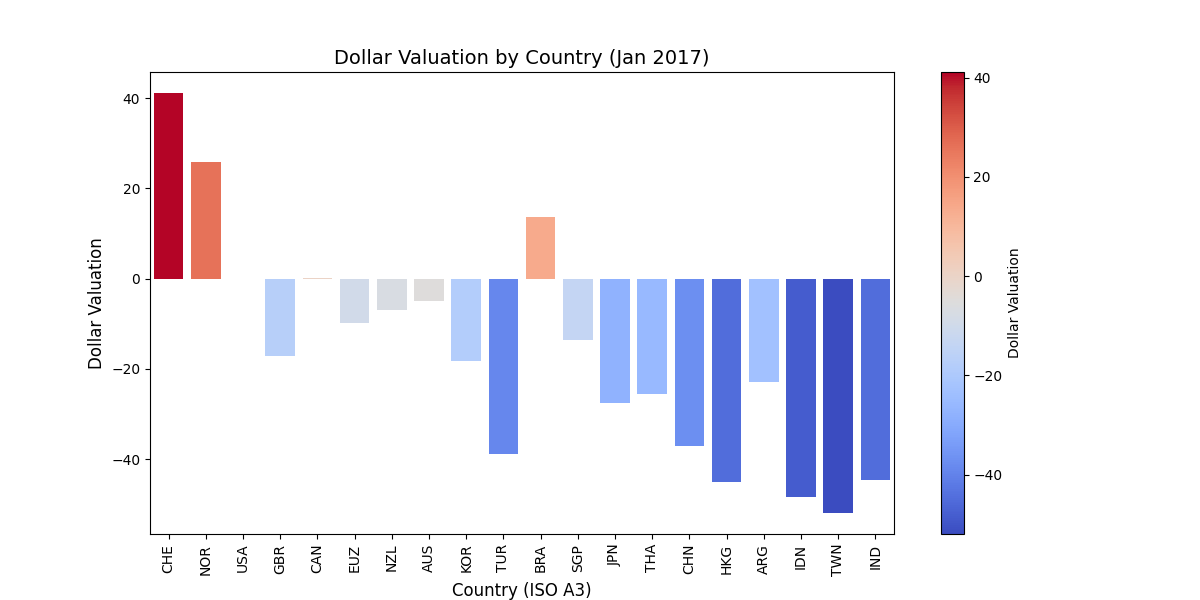 Dollar Valuation by Country (Jan 2017)
40
20
0
−20
−40
Dollar Valuation
CHE
NOR
USA
GBR
CAN
EUZ
NZL
AUS
KOR
TUR
BRA
SGP
JPN
THA
CHN
HKG
ARG
IDN
TWN
IND
Country (ISO A3)
40
20
0
−20
−40
Dollar Valuation